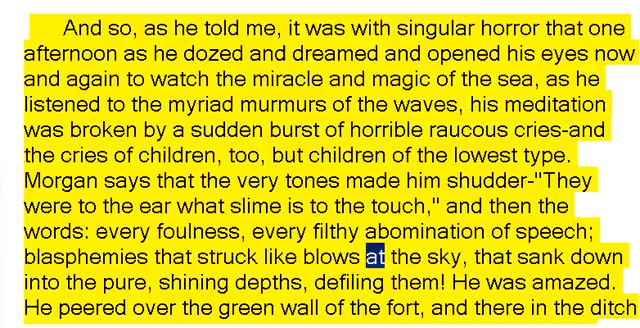 And so, as he told me, it was with singular horror that one
afternoon as he dozed and dreamed and opened his eyes now
and again to watch the miracle and magic of the sea, as he
listened to the myriad murmurs of the waves, his meditation
was broken by a sudden burst of horrible raucous cries-and
the cries of children, too, but children of the lowest type.
Morgan says that the very tones made him shudder-"They
were to the ear what slime is to the touch," and then the
words: every foulness, every filthy abomination of speech;
blasphemies that struck like blows at the sky, that sank down
into the pure, shining depths, defiling them! He was amazed.
He peered over the green wall of the fort, and there in the ditch